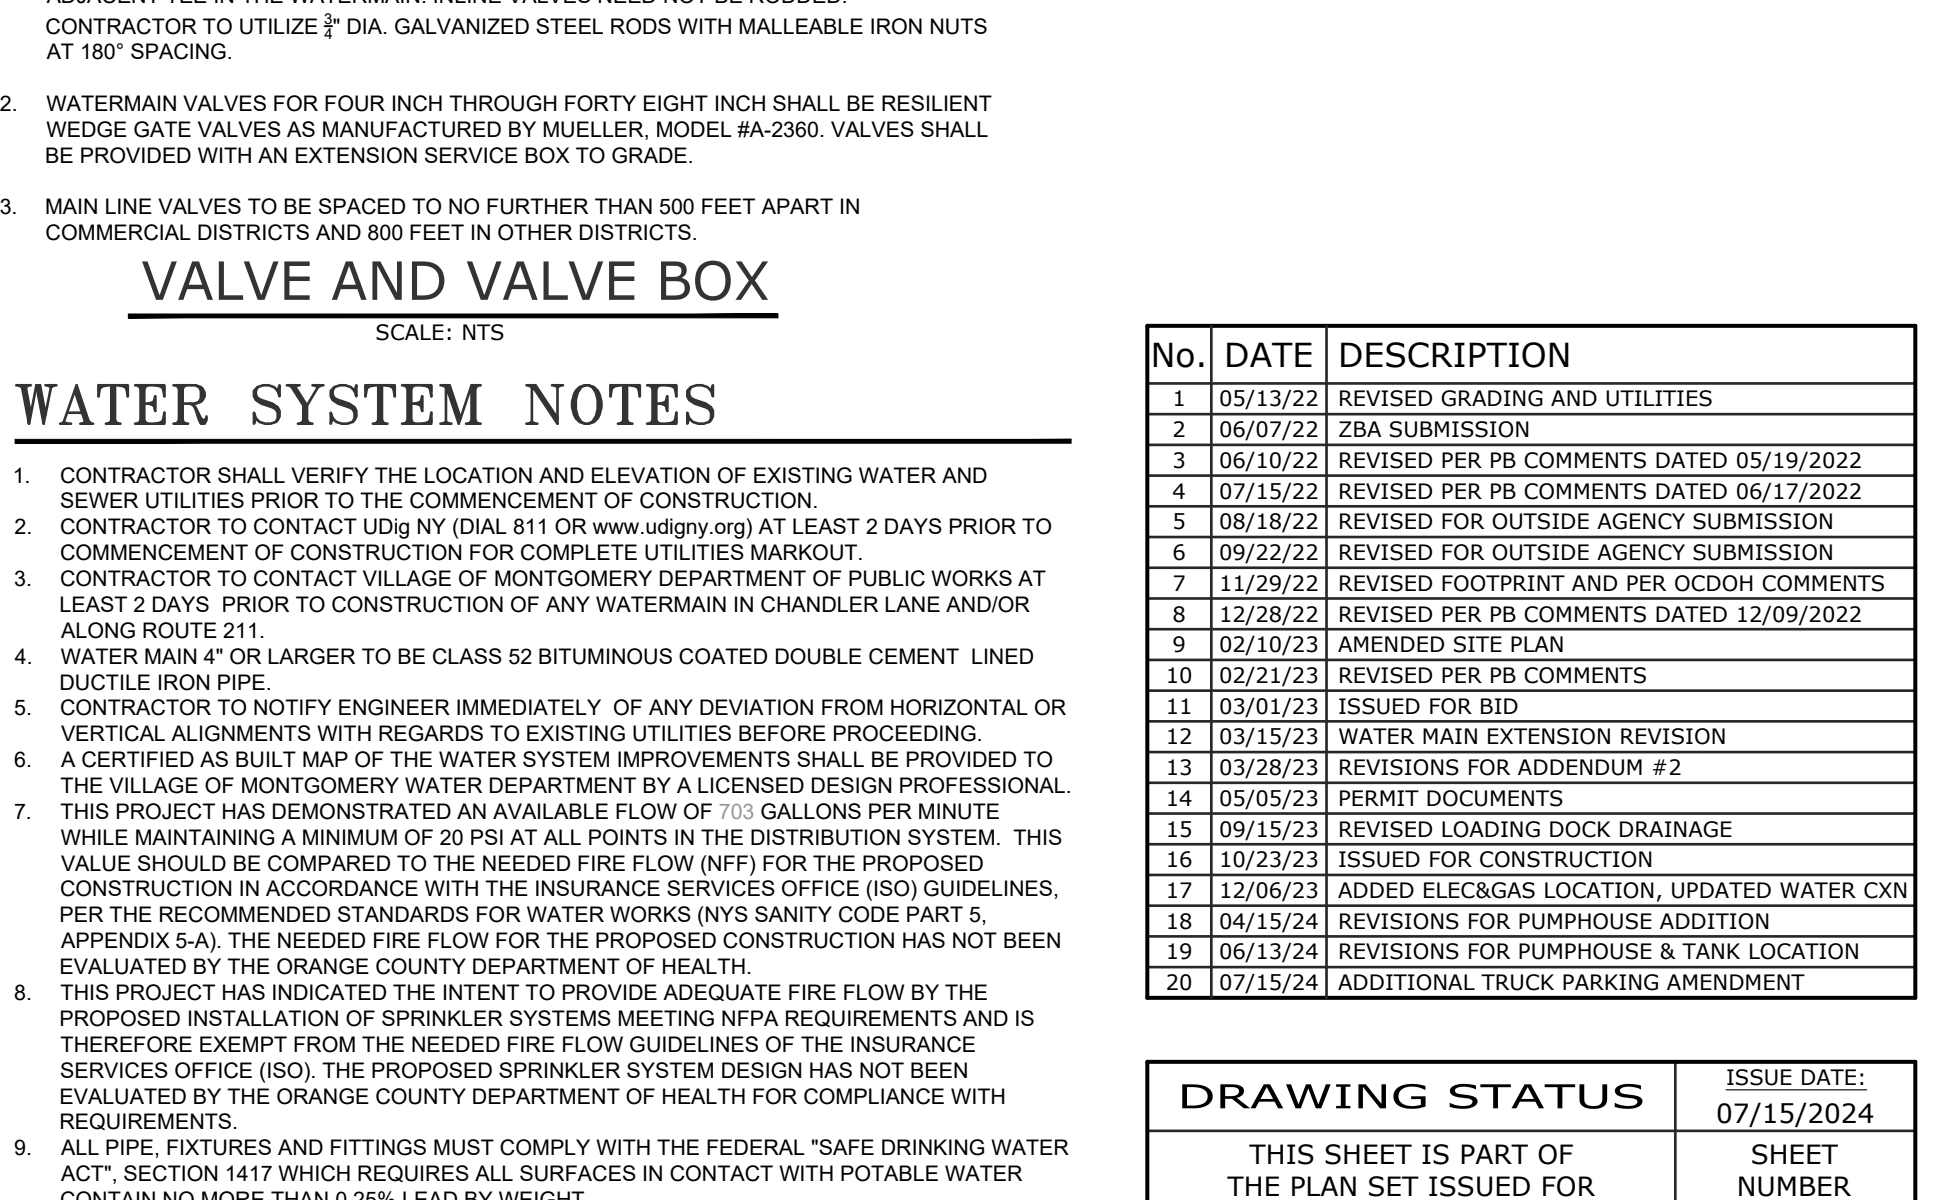 ADJACENT TEE IN THE WATERMAIN. INLINE VALVES NEED NOT BE RODDED.
CONTRACTOR TO UTILIZE 3/4" DIA. GALVANIZED STEEL RODS WITH MALLEABLE IRON NUTS
AT 180° SPACING.
2. WATERMAIN VALVES FOR FOUR INCH THROUGH FORTY EIGHT INCH SHALL BE RESILIENT
WEDGE GATE VALVES AS MANUFACTURED BY MUELLER, MODEL #A-2360. VALVES SHALL
BE PROVIDED WITH AN EXTENSION SERVICE BOX TO GRADE.
3. MAIN LINE VALVES TO BE SPACED TO NO FURTHER THAN 500 FEET APART IN
COMMERCIAL DISTRICTS AND 800 FEET IN OTHER DISTRICTS.
VALVE AND VALVE BOX
SCALE: NTS
WATER SYSTEM NOTES
1. CONTRACTOR SHALL VERIFY THE LOCATION AND ELEVATION OF EXISTING WATER AND
SEWER UTILITIES PRIOR TO THE COMMENCEMENT OF CONSTRUCTION.
2. CONTRACTOR TO CONTACT UDig NY (DIAL 811 OR www.udigny.org) AT LEAST 2 DAYS PRIOR TO
COMMENCEMENT OF CONSTRUCTION FOR COMPLETE UTILITIES MARKOUT.
3. CONTRACTOR TO CONTACT VILLAGE OF MONTGOMERY DEPARTMENT OF PUBLIC WORKS AT
LEAST 2 DAYS PRIOR TO CONSTRUCTION OF ANY WATERMAIN IN CHANDLER LANE AND/OR
ALONG ROUTE 211.
4. WATER MAIN 4" OR LARGER TO BE CLASS 52 BITUMINOUS COATED DOUBLE CEMENT LINED
DUCTILE IRON PIPE.
5. CONTRACTOR TO NOTIFY ENGINEER IMMEDIATELY OF ANY DEVIATION FROM HORIZONTAL OR
VERTICAL ALIGNMENTS WITH REGARDS TO EXISTING UTILITIES BEFORE PROCEEDING.
6. A CERTIFIED AS BUILT MAP OF THE WATER SYSTEM IMPROVEMENTS SHALL BE PROVIDED TO
THE VILLAGE OF MONTGOMERY WATER DEPARTMENT BY A LICENSED DESIGN PROFESSIONAL.
7. THIS PROJECT HAS DEMONSTRATED AN AVAILABLE FLOW OF 703 GALLONS PER MINUTE
WHILE MAINTAINING A MINIMUM OF 20 PSI AT ALL POINTS IN THE DISTRIBUTION SYSTEM. THIS
VALUE SHOULD BE COMPARED TO THE NEEDED FIRE FLOW (NFF) FOR THE PROPOSED
CONSTRUCTION IN ACCORDANCE WITH THE INSURANCE SERVICES OFFICE (ISO) GUIDELINES,
PER THE RECOMMENDED STANDARDS FOR WATER WORKS (NYS SANITY CODE PART 5,
APPENDIX 5-A). THE NEEDED FIRE FLOW FOR THE PROPOSED CONSTRUCTION HAS NOT BEEN
EVALUATED BY THE ORANGE COUNTY DEPARTMENT OF HEALTH.
8. THIS PROJECT HAS INDICATED THE INTENT TO PROVIDE ADEQUATE FIRE FLOW BY THE
PROPOSED INSTALLATION OF SPRINKLER SYSTEMS MEETING NFPA REQUIREMENTS AND IS
THEREFORE EXEMPT FROM THE NEEDED FIRE FLOW GUIDELINES OF THE INSURANCE
SERVICES OFFICE (ISO). THE PROPOSED SPRINKLER SYSTEM DESIGN HAS NOT BEEN
EVALUATED BY THE ORANGE COUNTY DEPARTMENT OF HEALTH FOR COMPLIANCE WITH
REQUIREMENTS.
9. ALL PIPE, FIXTURES AND FITTINGS MUST COMPLY WITH THE FEDERAL "SAFE DRINKING WATER
ACT", SECTION 1417 WHICH REQUIRES ALL SURFACES IN CONTACT WITH POTABLE WATER
CONTAIN NO MORE THAN 0.25% LEAD BY WEIGHT.
No. DATE DESCRIPTION
1 05/13/22 REVISED GRADING AND UTILITIES
2 06/07/22 ZBA SUBMISSION
3 06/10/22 REVISED PER PB COMMENTS DATED 05/19/2022
4 07/15/22 REVISED PER PB COMMENTS DATED 06/17/2022
5 08/18/22 REVISED FOR OUTSIDE AGENCY SUBMISSION
6 09/22/22 REVISED FOR OUTSIDE AGENCY SUBMISSION
7 11/29/22 REVISED FOOTPRINT AND PER OCDOH COMMENTS
8 12/28/22 REVISED PER PB COMMENTS DATED 12/09/2022
9 02/10/23 AMENDED SITE PLAN
10 02/21/23 REVISED PER PB COMMENTS
11 03/01/23 ISSUED FOR BID
12 03/15/23 WATER MAIN EXTENSION REVISION
13 03/28/23 REVISIONS FOR ADDENDUM #2
14 05/05/23 PERMIT DOCUMENTS
15 09/15/23 REVISED LOADING DOCK DRAINAGE
16 10/23/23 ISSUED FOR CONSTRUCTION
17 12/06/23 ADDED ELEC&GAS LOCATION, UPDATED WATER CXN
18 04/15/24 REVISIONS FOR PUMPHOUSE ADDITION
19 06/13/24 REVISIONS FOR PUMPHOUSE & TANK LOCATION
20 07/15/24 ADDITIONAL TRUCK PARKING AMENDMENT
DRAWING STATUS
ISSUE DATE:
07/15/2024
THIS SHEET IS PART OF
THE PLAN SET ISSUED FOR
SHEET
NUMBER